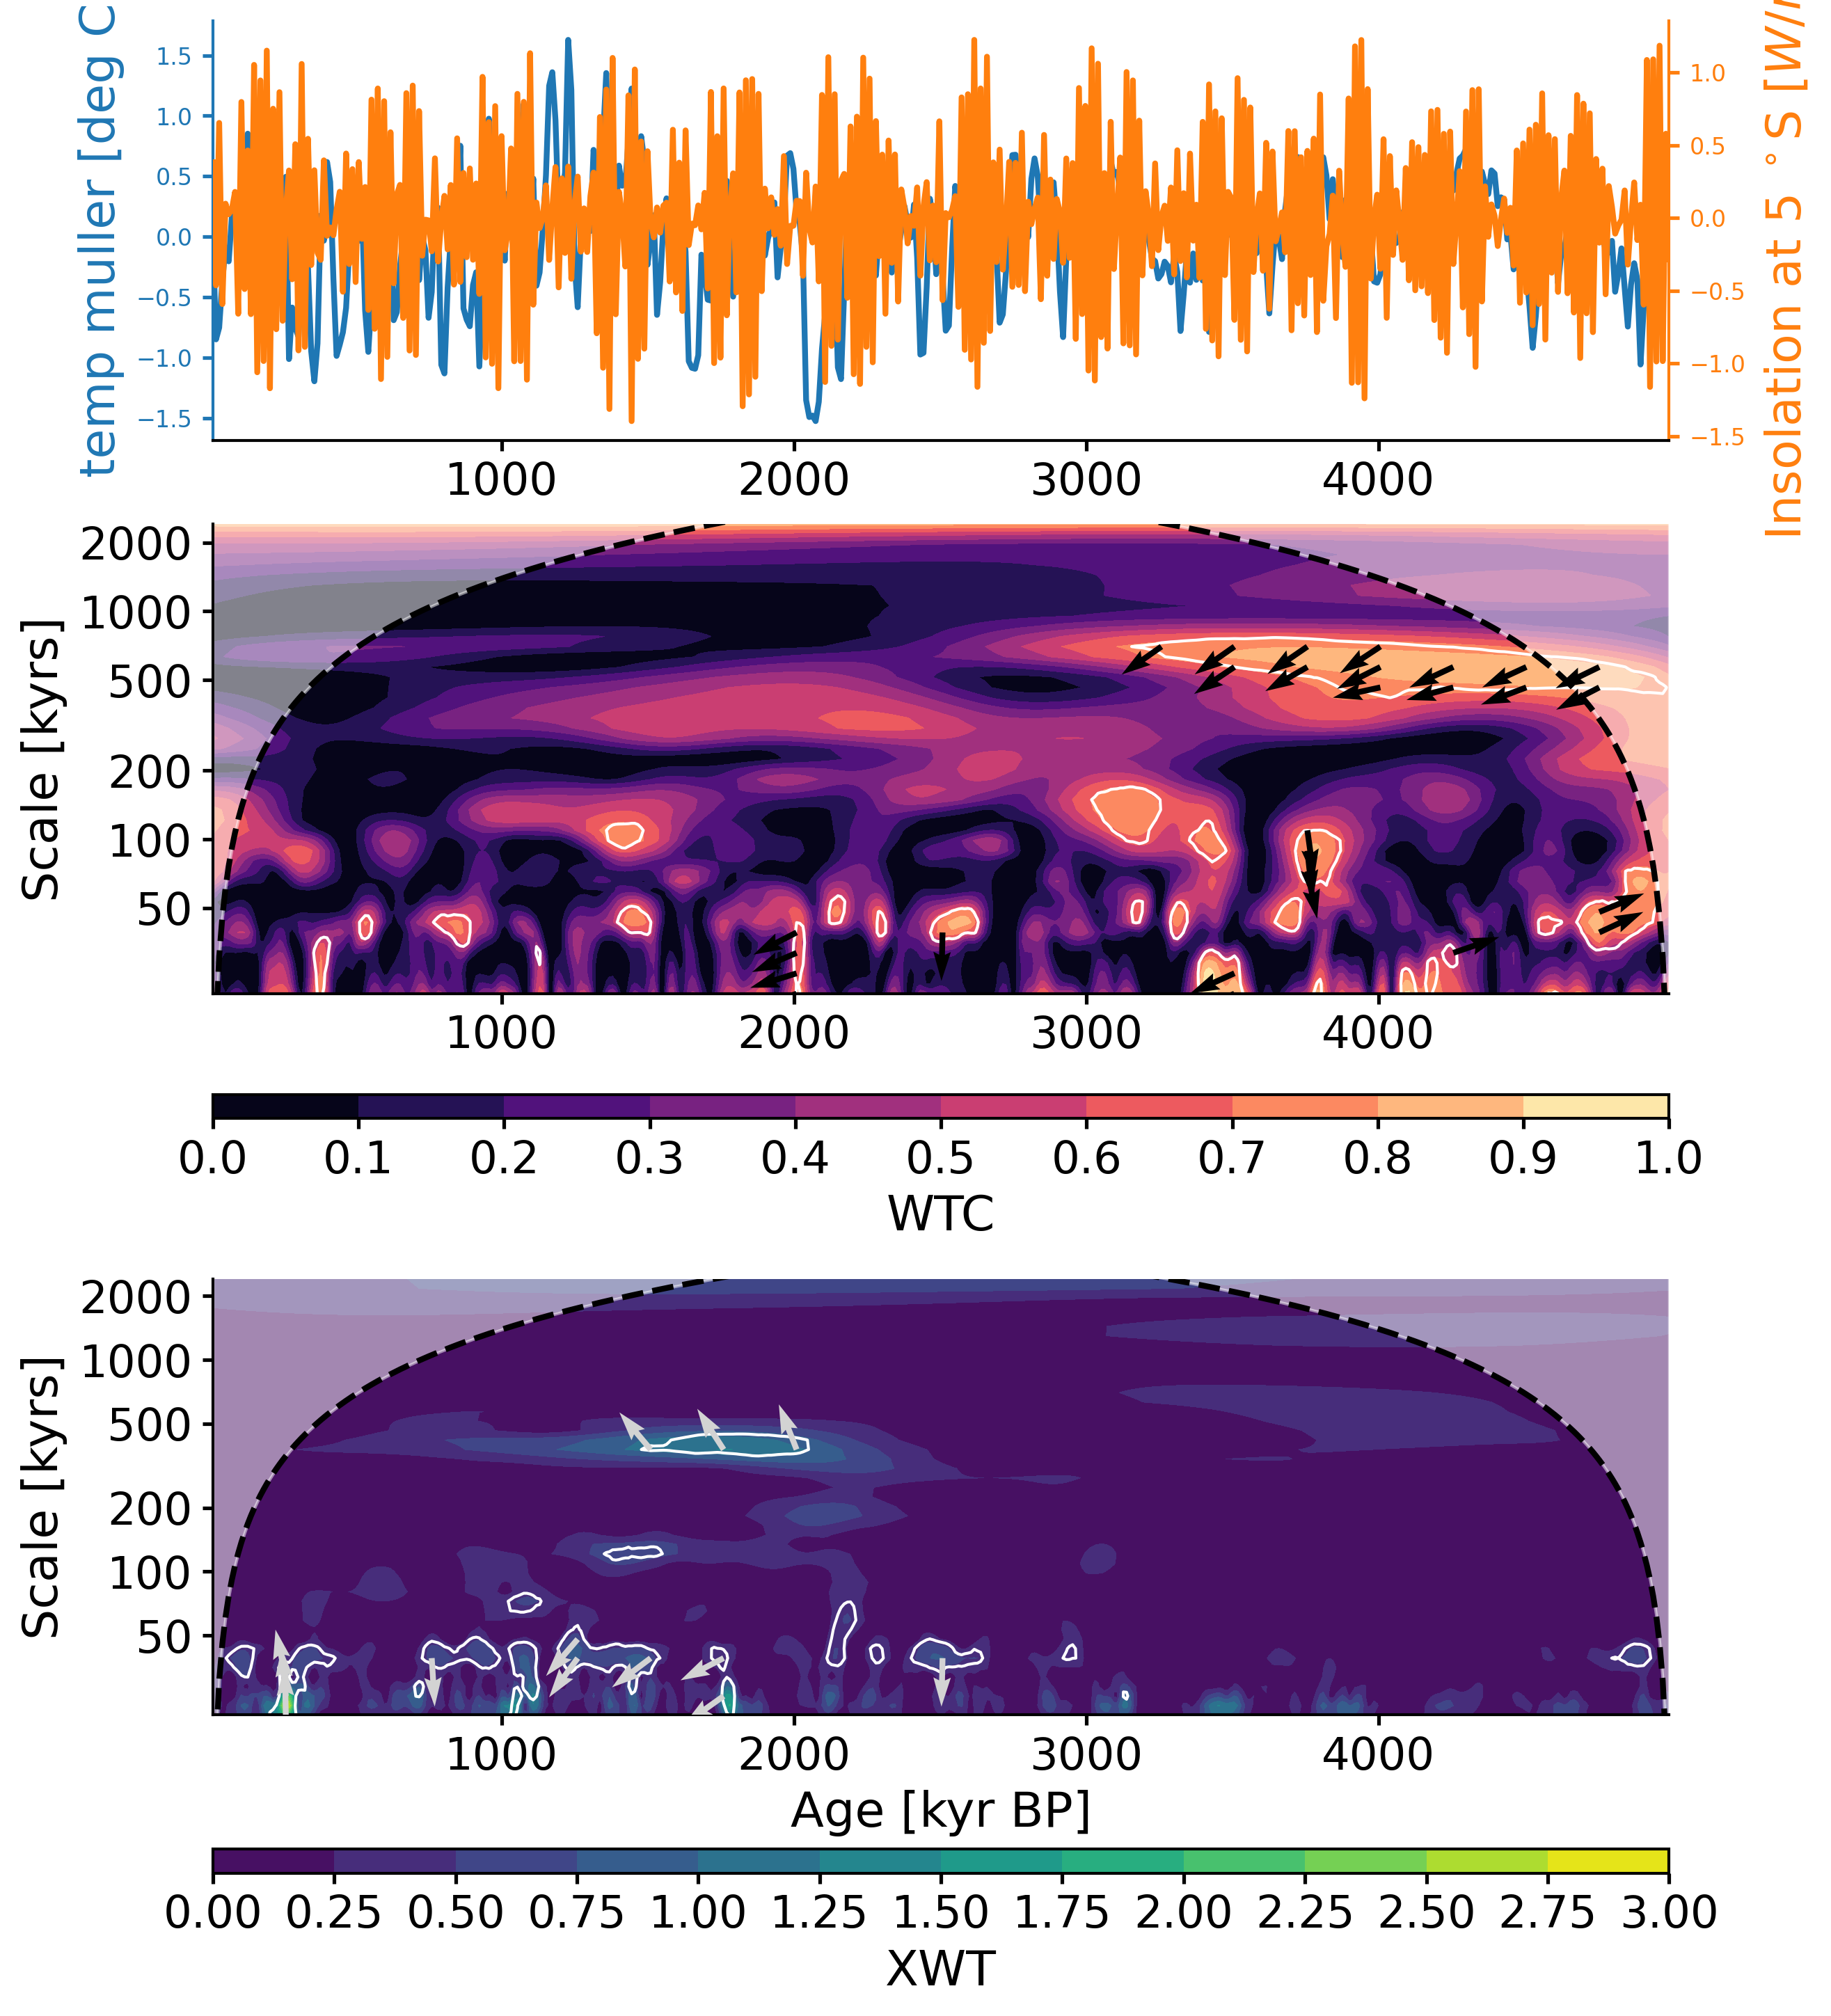 temp muller [deg C
1.5
1.0
0.5
0.0
−0.5
−1.0
−1.5
1.0
0.5
0.0
−0.5
−1.0
−1.5
Insolation at 5 °S [W/
1000 2000 3000 4000
Scale [kyrs]
2000
1000
500
200
100
50
1000 2000 3000 4000
0.0 0.1 0.2 0.3 0.4 0.5 0.6 0.7 0.8 0.9 1.0
WTC
Scale [kyrs]
2000
1000
500
200
100
50
1000 2000 3000 4000
Age [kyr BP]
0.00 0.25 0.50 0.75 1.00 1.25 1.50 1.75 2.00 2.25 2.50 2.75 3.00
XWT